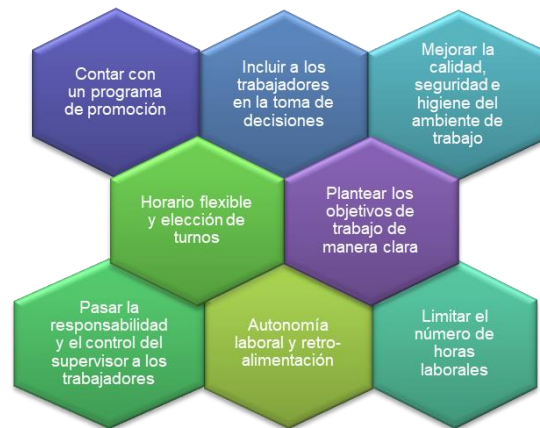 Contar con
un programa
de promoción
Incluir a los
trabajadores
en la toma de
decisiones
Mejorar la
calidad,
seguridad e
higiene del
ambiente de
trabajo
Horario flexible
y elección de
turnos
Plantear los
objetivos de
trabajo de
manera clara
Pasar la
responsabilidad
y el control del
supervisor a los
trabajadores
Autonomía
laboral y retro-
alimentación
Limitar el
número de
horas
laborales